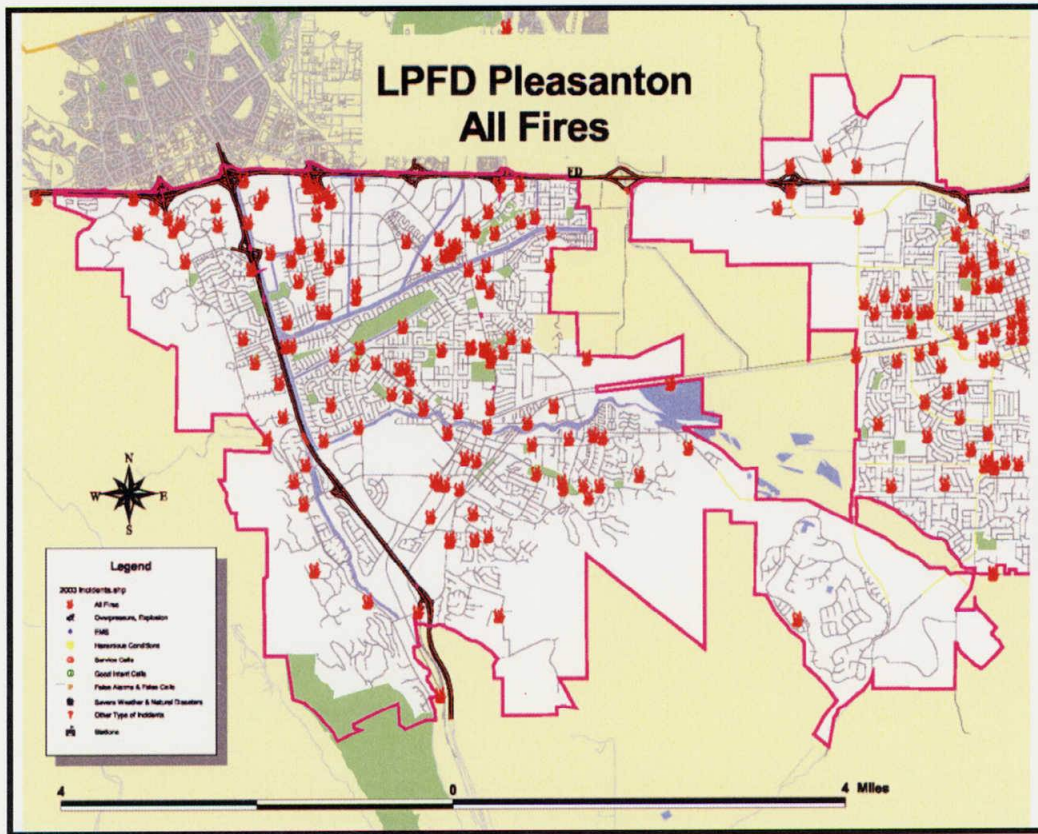 LPFD Pleasanton
All Fires
N
W E
S
Legend
2003 Incidents.shp
All Fires
Overpressure, Explosion
EMS
Hazardous Conditions
Service Calls
Good Intent Calls
False Alarms & False Calls
Severe Weather & Natural Disasters
Other Type of Incidents
Stations
4 0 4 Miles